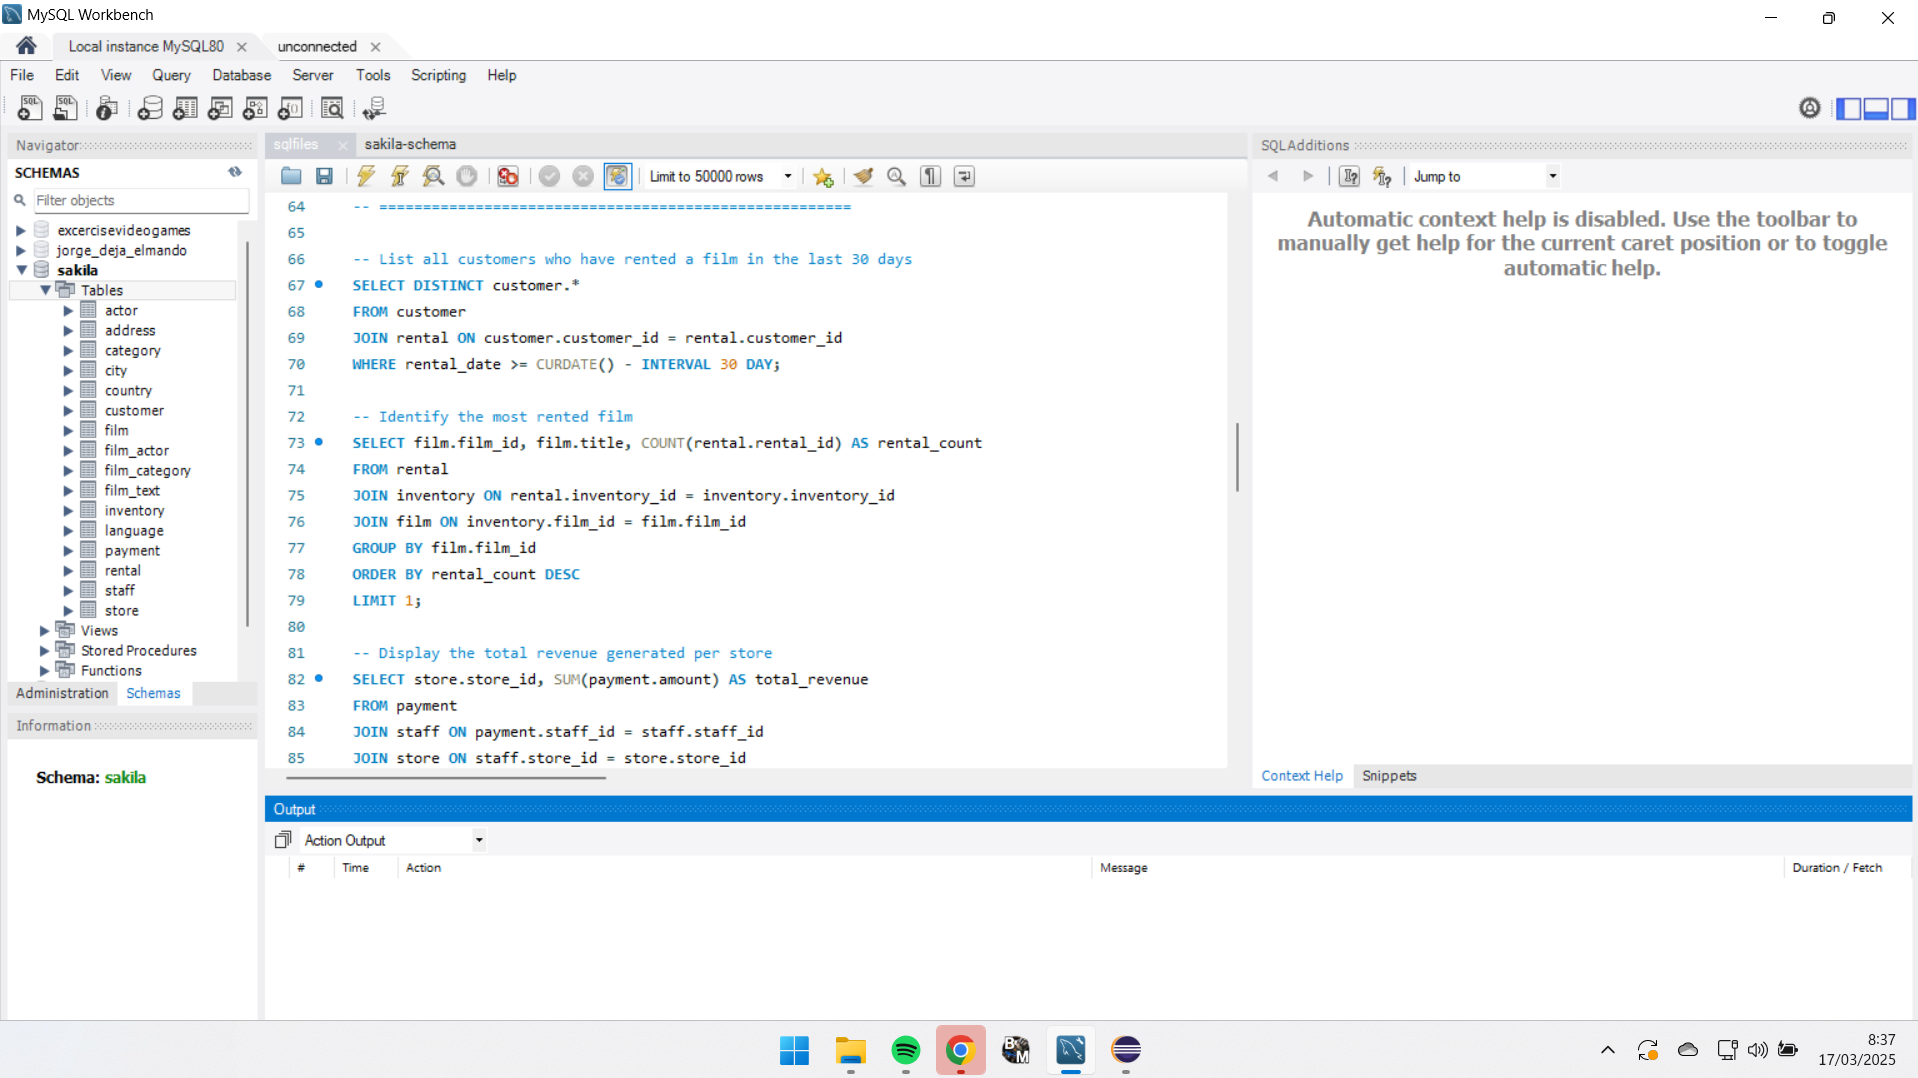 MySQL Workbench
Local instance MySQL80
unconnected
File Edit View Query Database Server Tools Scripting Help
Navigator
SCHEMAS
Filter objects
excercisevideogames
jorge_deja_elmando
sakila
Tables
actor
address
category
city
country
customer
film
film_actor
film_category
film_text
inventory
language
payment
rental
staff
store
Views
Stored Procedures
Functions
Administration Schemas
Information
Schema: sakila
sqlfiles
sakila-schema
Limit to 50000 rows
64 -- ======================================================
65
66 -- List all customers who have rented a film in the last 30 days
67 SELECT DISTINCT customer.*
68 FROM customer
69 JOIN rental ON customer.customer_id = rental.customer_id
70 WHERE rental_date >= CURDATE() - INTERVAL 30 DAY;
71
72 -- Identify the most rented film
73 SELECT film.film_id, film.title, COUNT(rental.rental_id) AS rental_count
74 FROM rental
75 JOIN inventory ON rental.inventory_id = inventory.inventory_id
76 JOIN film ON inventory.film_id = film.film_id
77 GROUP BY film.film_id
78 ORDER BY rental_count DESC
79 LIMIT 1;
80
81 -- Display the total revenue generated per store
82 SELECT store.store_id, SUM(payment.amount) AS total_revenue
83 FROM payment
84 JOIN staff ON payment.staff_id = staff.staff_id
85 JOIN store ON staff.store_id = store.store_id
SQLAdditions
Jump to
Automatic context help is disabled. Use the toolbar to
manually get help for the current caret position or to toggle
automatic help.
Context Help Snippets
Output
Action Output
# Time Action Message Duration / Fetch
8:37
17/03/2025